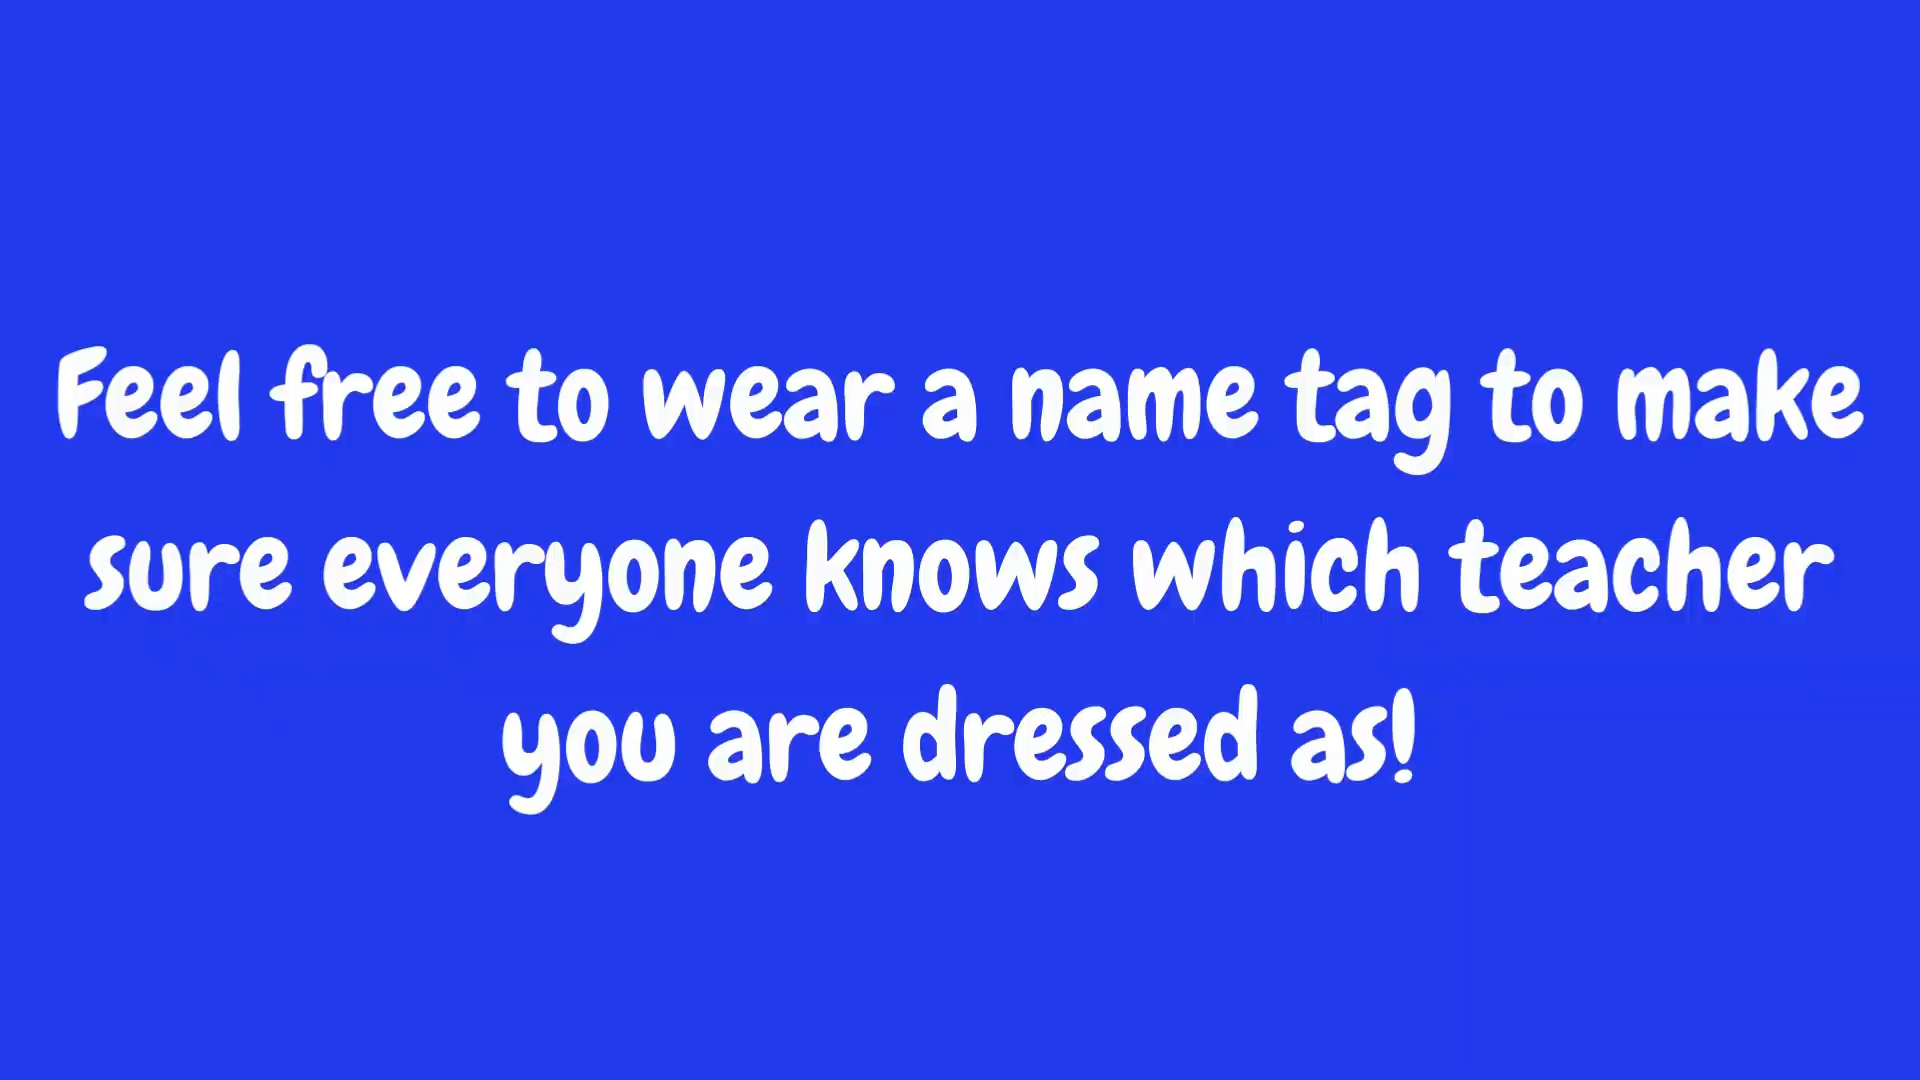 Feel free to wear a name tag to make
sure everyone knows which teacher
you are dressed as!